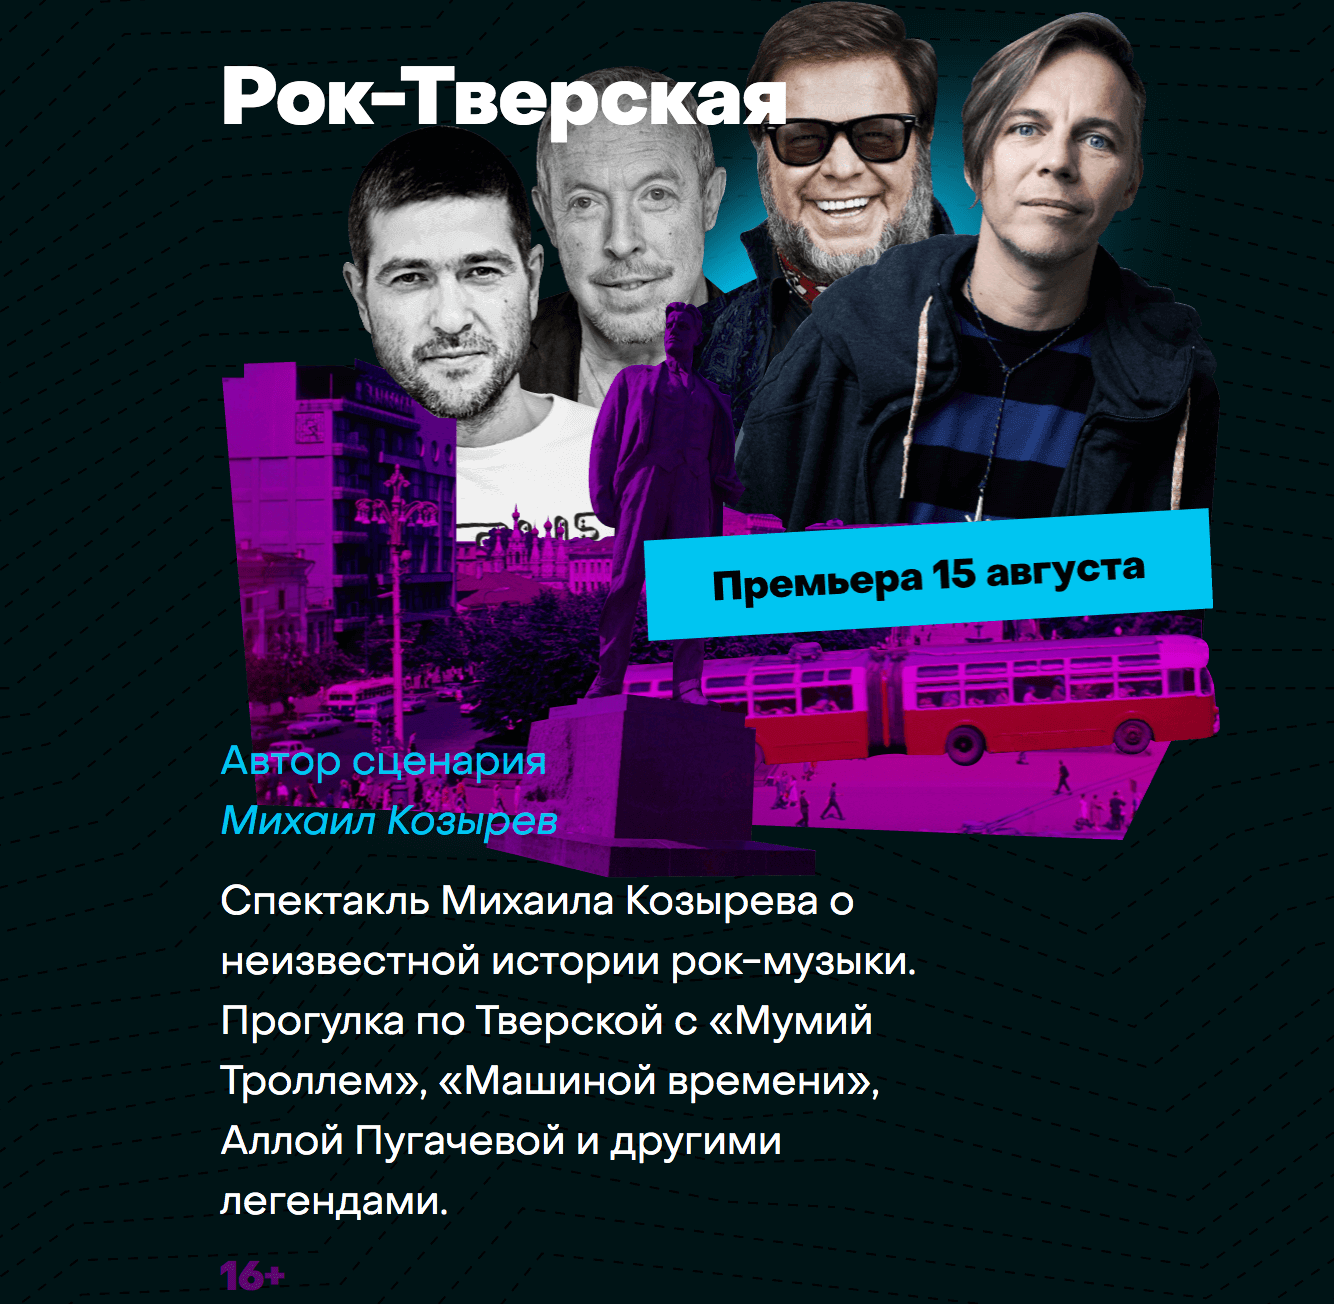 Рок-Тверская
Премьера 15 августа
Автор сценария
Михаил Козырев
Спектакль Михаила Козырева о
неизвестной истории рок-музыки.
Прогулка по Тверской с «Мумий
Троллем», «Машиной времени»,
Аллой Пугачевой и другими
легендами.
16+